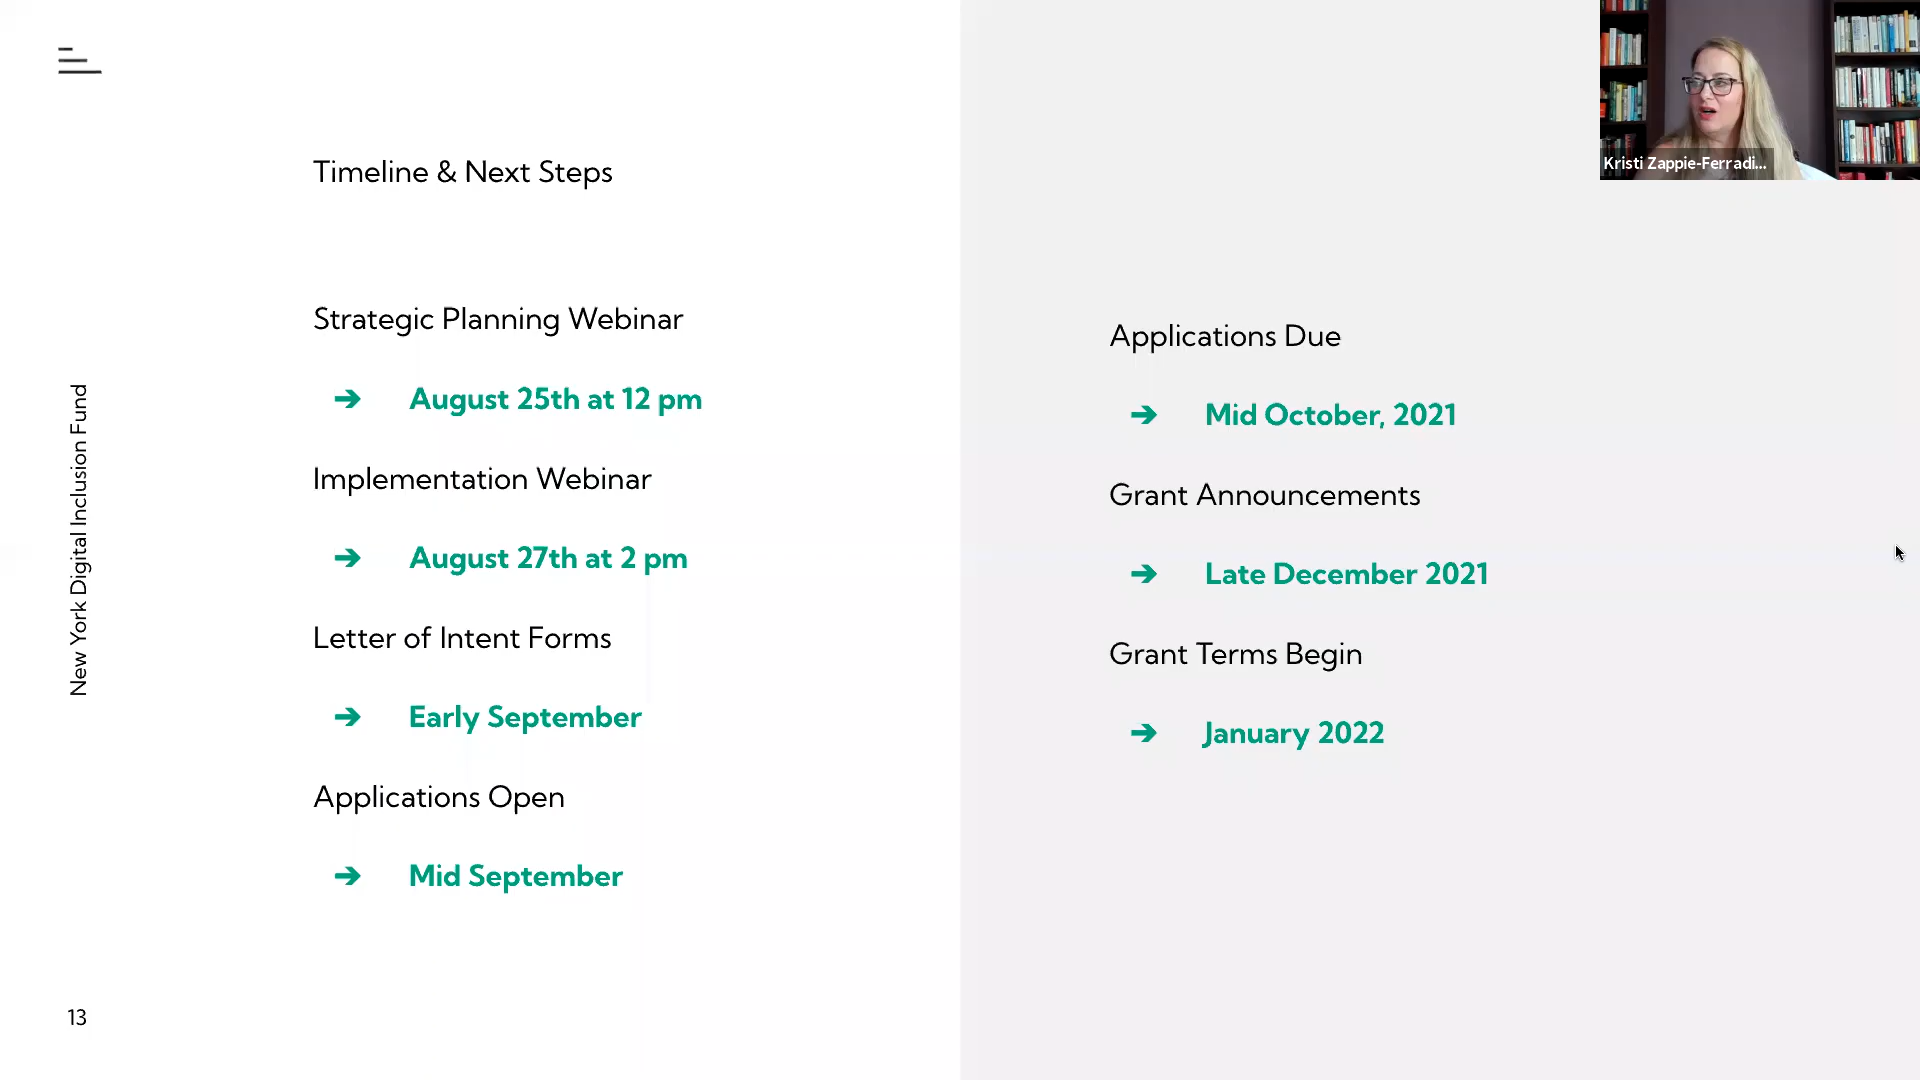 Timeline & Next Steps
Strategic Planning Webinar
➔ August 25th at 12 pm
Implementation Webinar
➔ August 27th at 2 pm
Letter of Intent Forms
➔ Early September
Applications Open
➔ Mid September
Applications Due
➔ Mid October, 2021
Grant Announcements
➔ Late December 2021
Grant Terms Begin
➔ January 2022
New York Digital Inclusion Fund
13
Kristi Zappie-Ferradi...